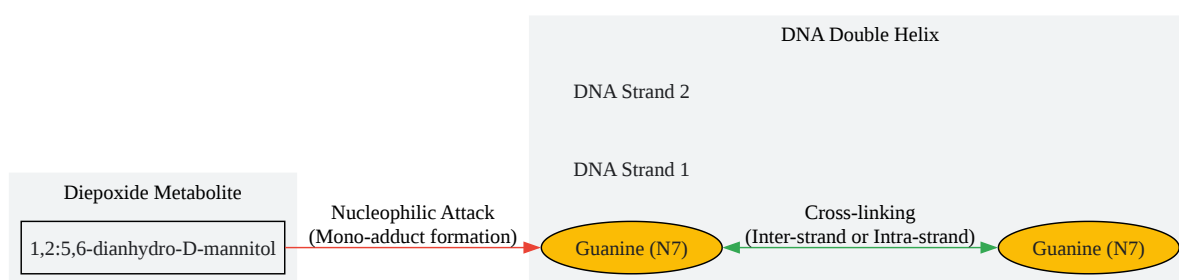 DNA Double Helix
DNA Strand 2
DNA Strand 1
Diepoxide Metabolite
1,2:5,6-dianhydro-D-mannitol
Nucleophilic Attack
(Mono-adduct formation)
Guanine (N7)
Cross-linking
(Inter-strand or Intra-strand)
Guanine (N7)